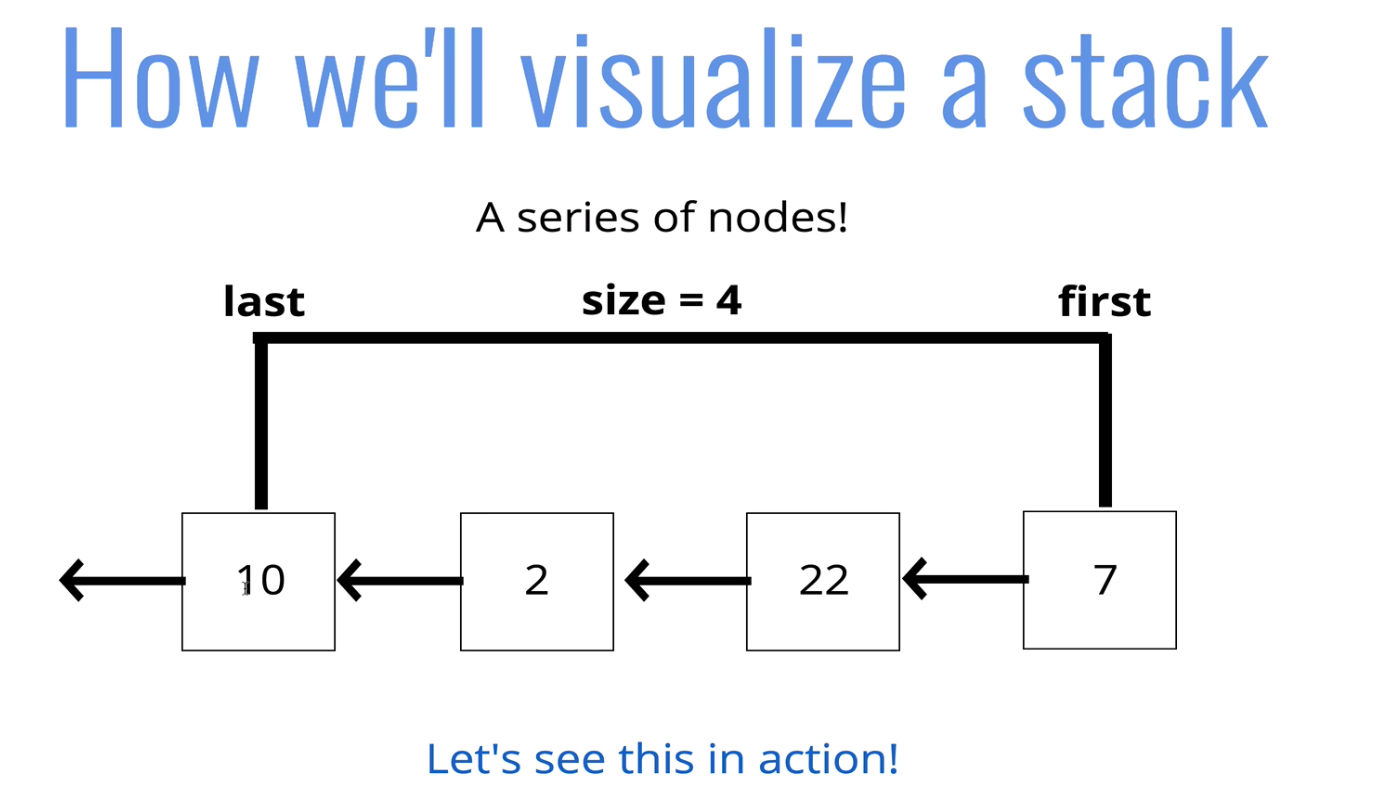 How we'll visualize a stack
A series of nodes!
last size = 4 first
10 2 22 7
Let's see this in action!